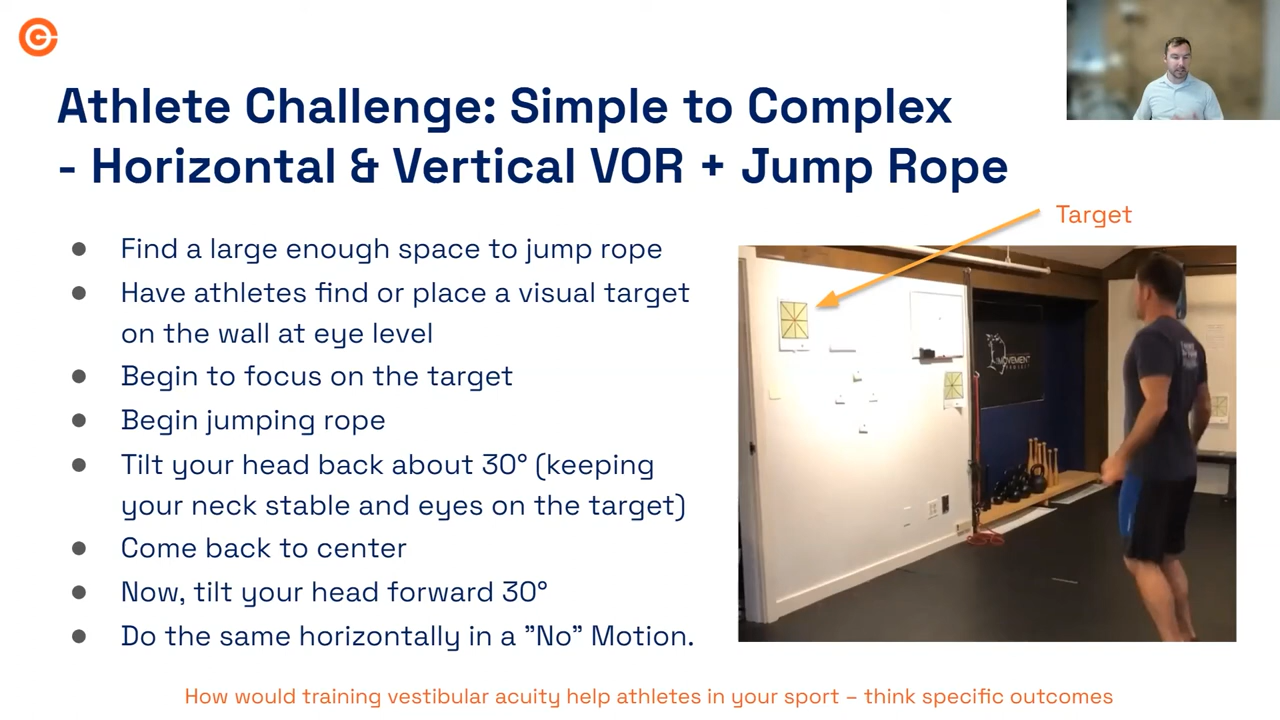 Athlete Challenge: Simple to Complex
- Horizontal & Vertical VOR + Jump Rope
Target
● Find a large enough space to jump rope
● Have athletes find or place a visual target
on the wall at eye level
● Begin to focus on the target
● Begin jumping rope
● Tilt your head back about 30° (keeping
your neck stable and eyes on the target)
● Come back to center
● Now, tilt your head forward 30°
● Do the same horizontally in a ”No” Motion.
MOVEMENT
How would training vestibular acuity help athletes in your sport – think specific outcomes